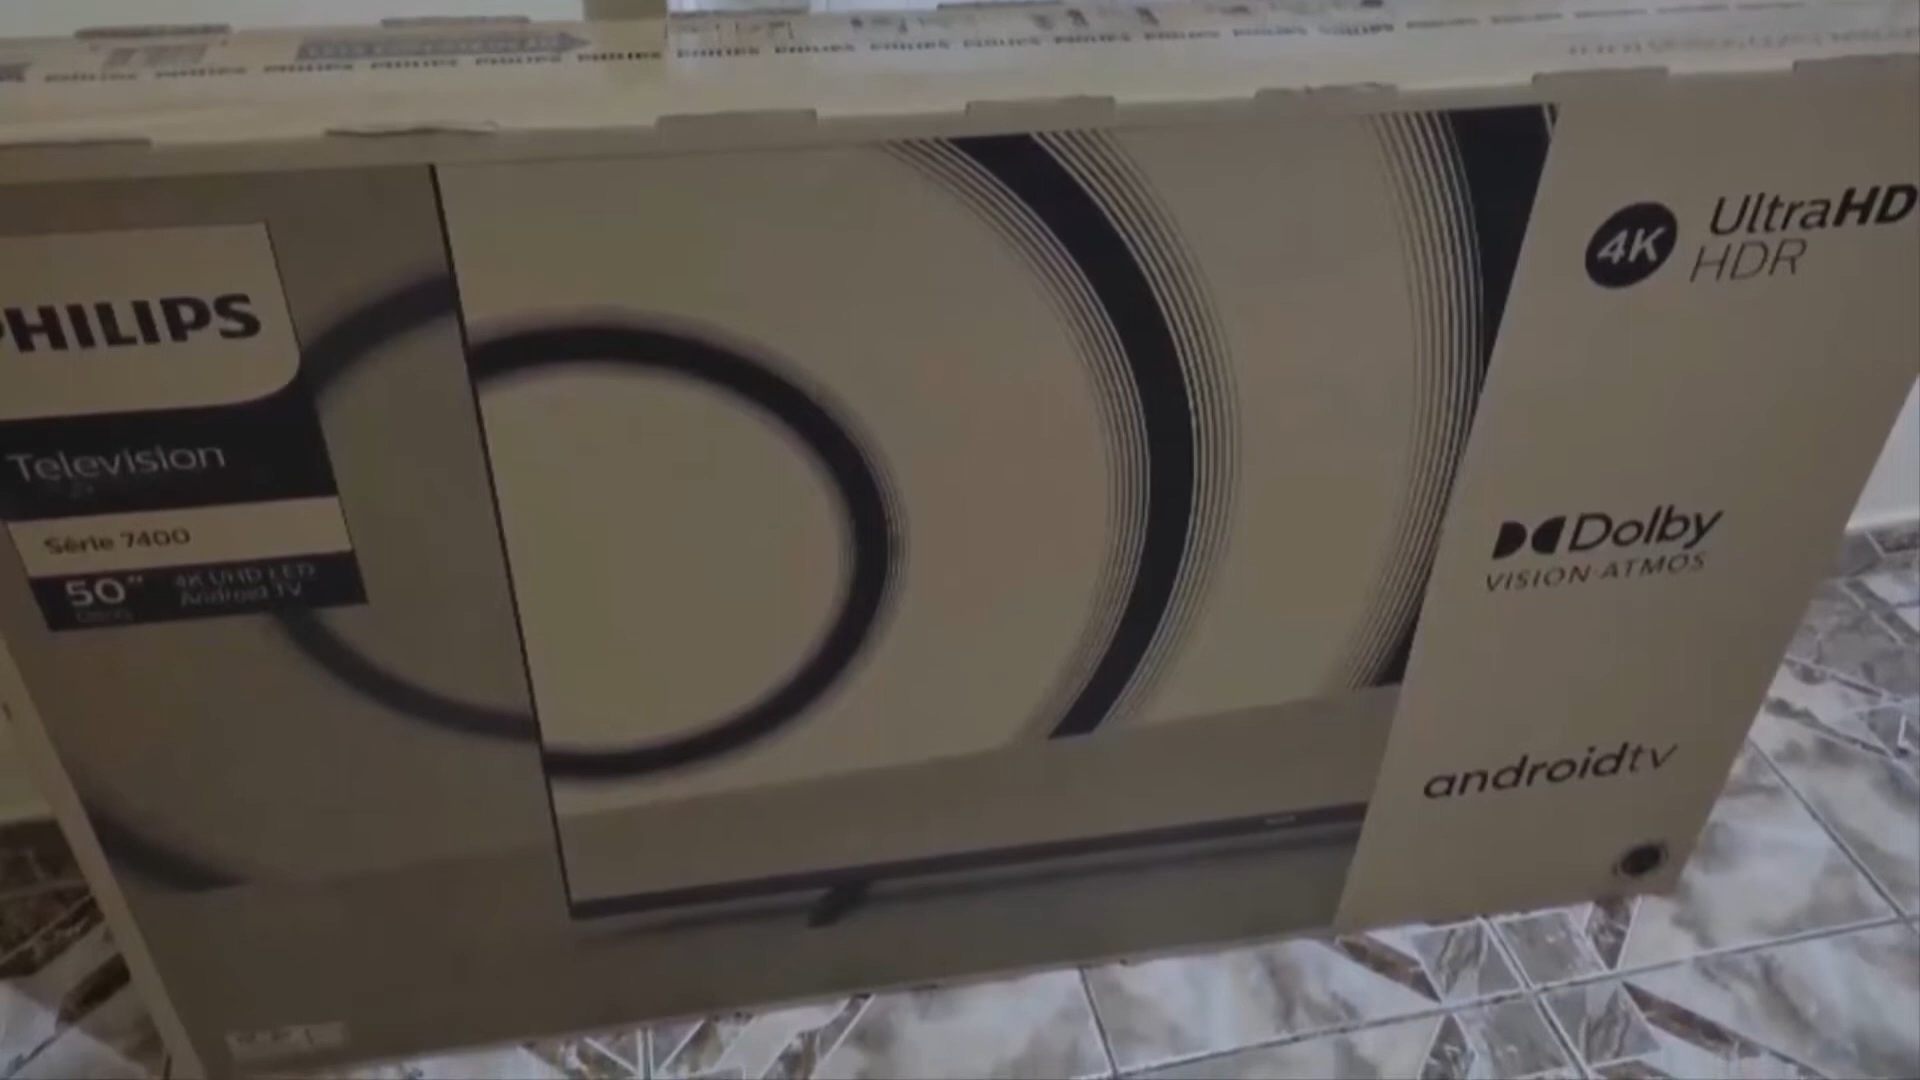 PHILIPS
Television
Série 7400
50"
4K UHD LED
Android TV
4K UltraHD
HDR
Dolby
VISION·ATMOS
androidtv